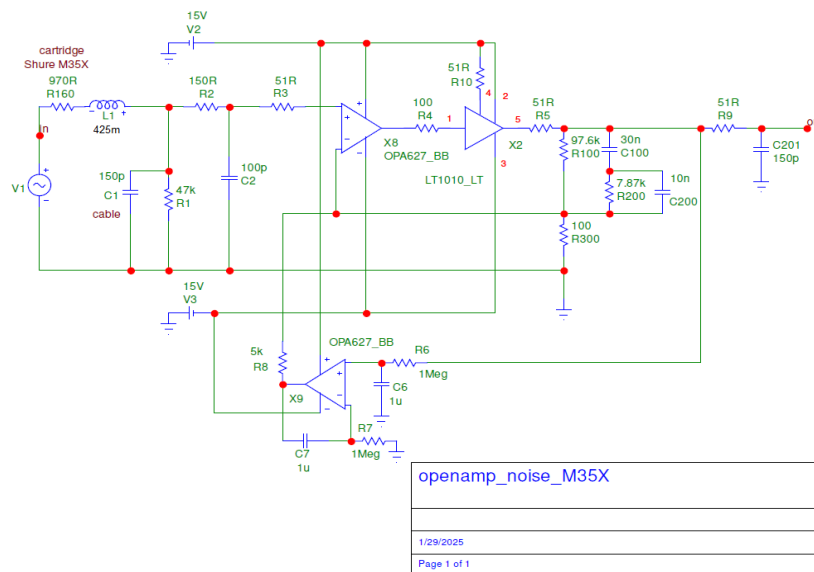 15V
V2
cartridge
Shure M35X
970R
R160
L1
425m
150R
R2
51R
R3
51R
R10
4
2
100
R4
1
5
51R
R5
51R
R9
o
in
X8
OPA627_BB
X2
LT1010_LT
3
97.6k
R100
30n
C100
C201
150p
V1
150p
C1
cable
47k
R1
100p
C2
7.87k
R200
10n
C200
100
R300
15V
V3
OPA627_BB
R6
1Meg
5k
R8
X9
C6
1u
R7
1Meg
C7
1u
openamp_noise_M35X
1/29/2025
Page 1 of 1